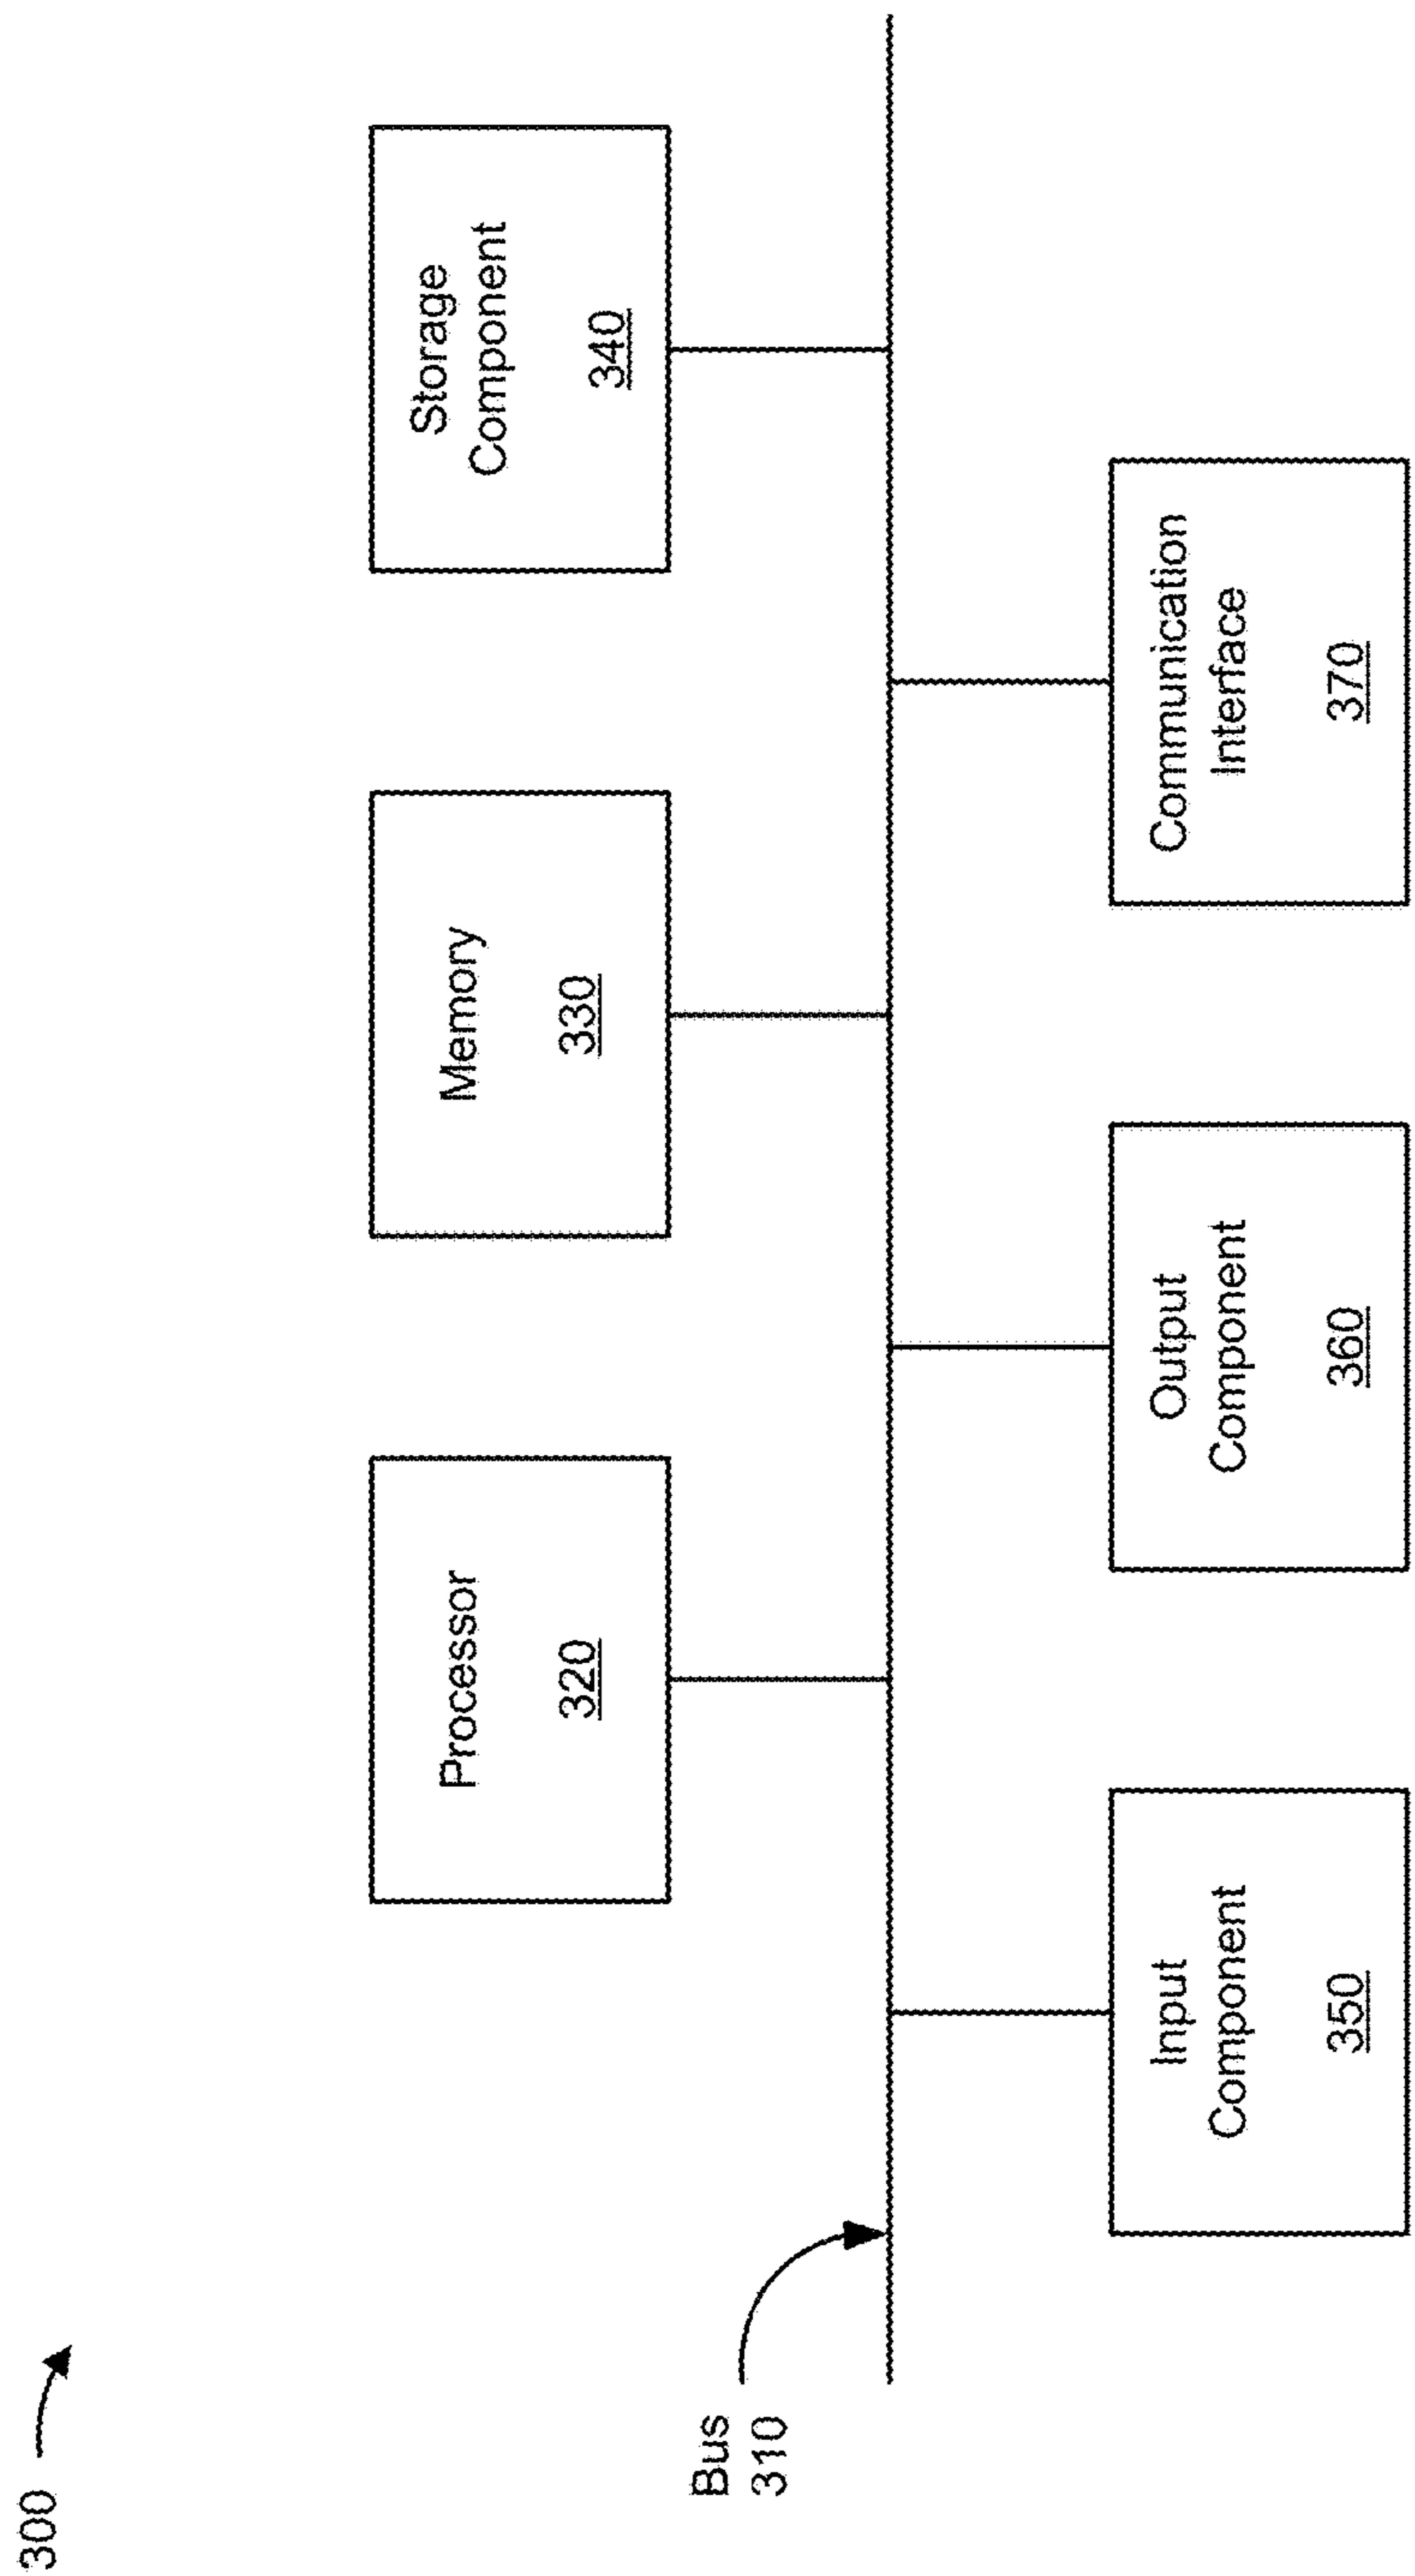 300
Processor
320
Memory
330
Storage
Component
340
Bus
310
Input
Component
350
Output
Component
360
Communication
Interface
370